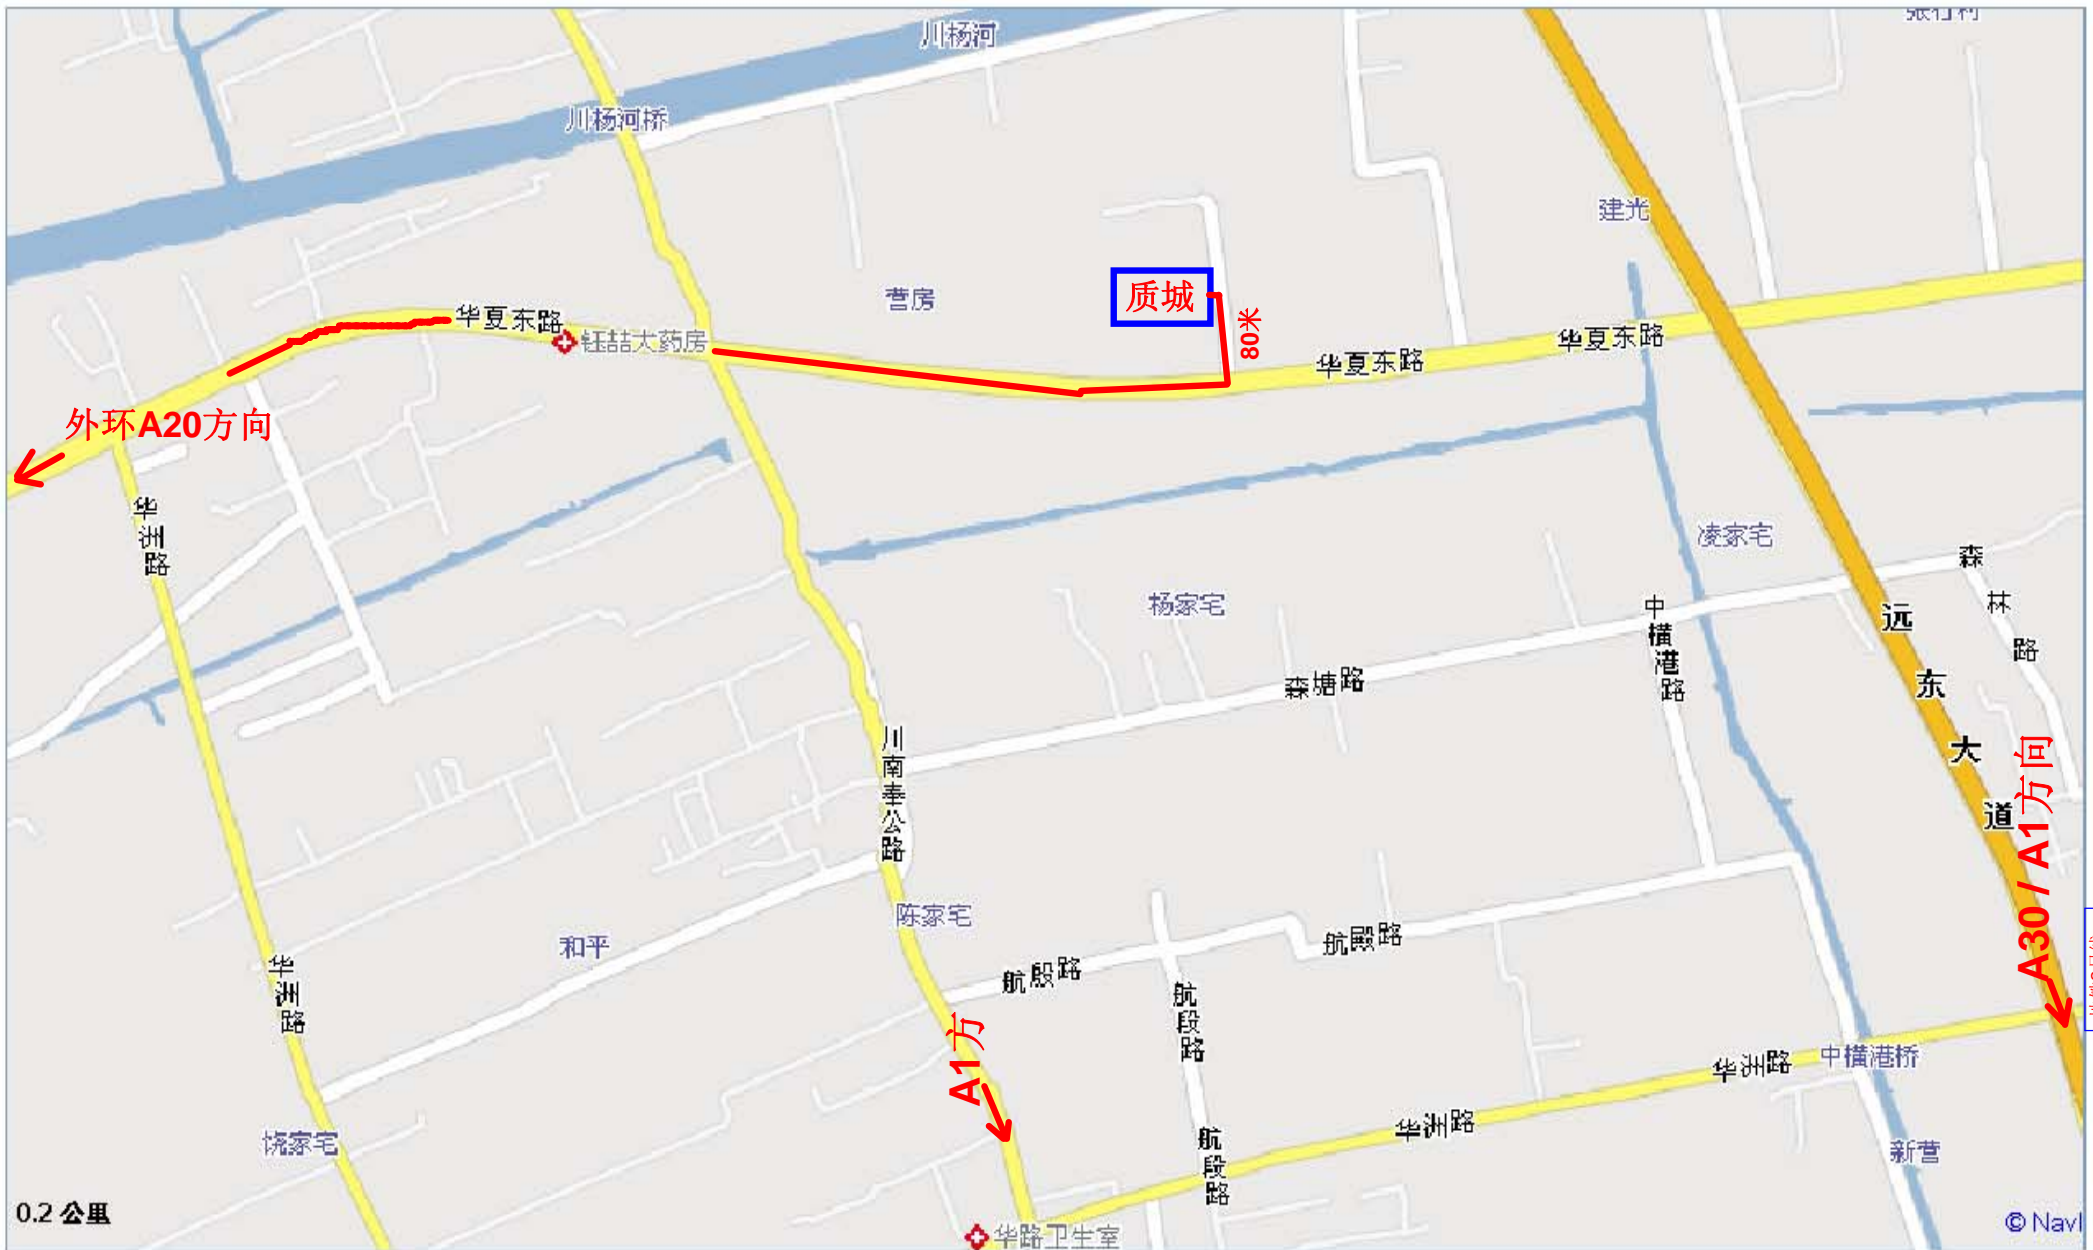 川杨河
川杨河桥
建光
营房
质城
80米
华夏东路
钰喆大药房
华夏东路
华夏东路
外环A20方向
华洲路
凌家宅
森林路
杨家宅
中横港路
远东大道
森塘路
川南奉公路
A30 / A1方向
陈家宅
和平
航殷路
航殿路
华洲路
航段路
A1方
中横港桥
华洲路
华洲路
饶家宅
航段路
新营
0.2 公里
华路卫生室
© Navi